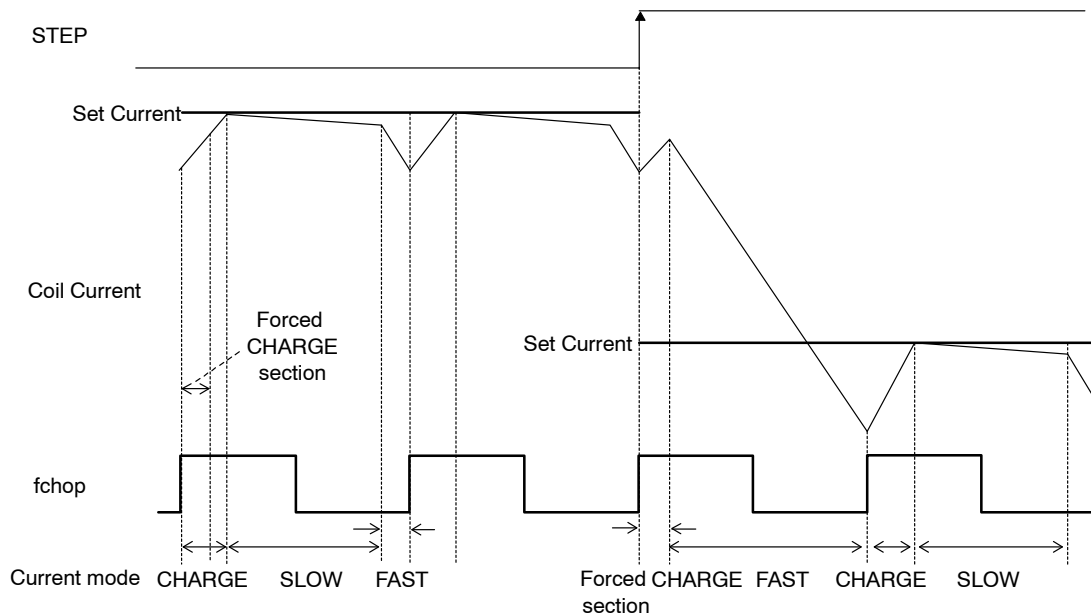 STEP
Set Current
Coil Current
Forced
CHARGE
section
Set Current
fchop
Current mode CHARGE SLOW FAST Forced CHARGE FAST CHARGE SLOW
section